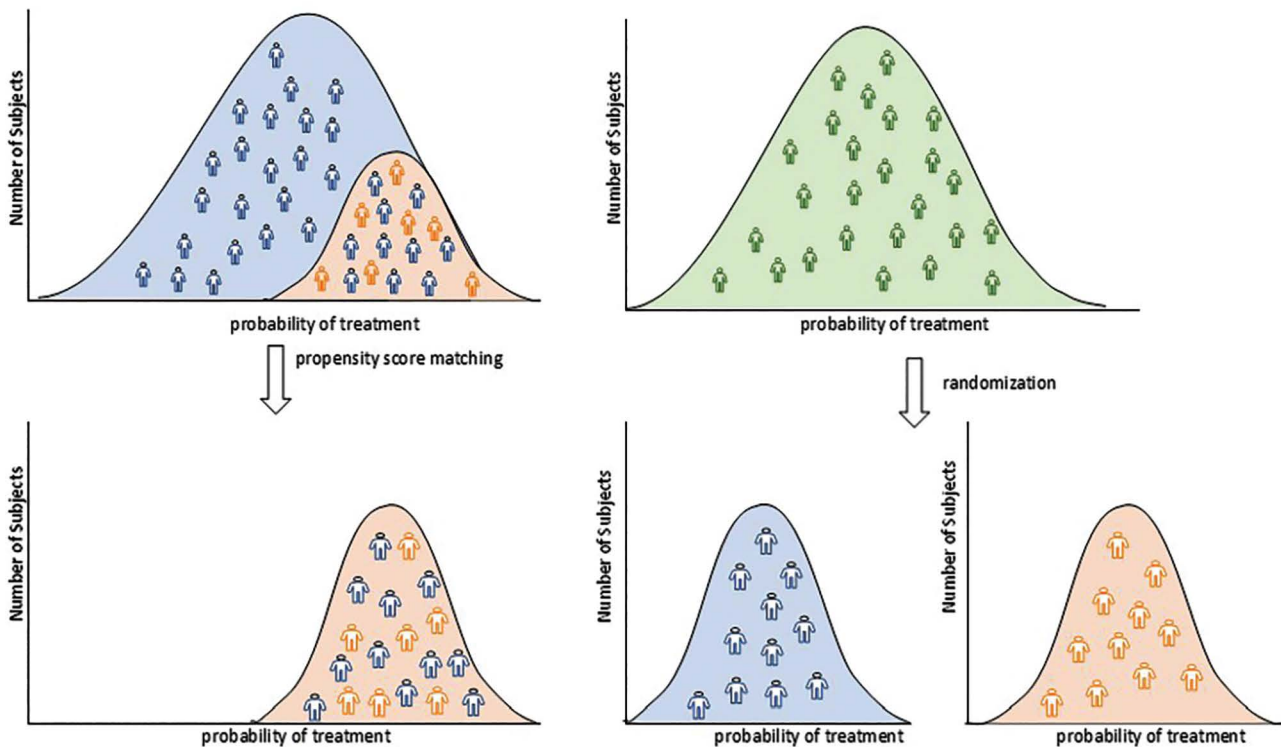 Number of Subjects
probability of treatment
propensity score matching
Number of Subjects
probability of treatment
Number of Subjects
probability of treatment
randomization
Number of Subjects
probability of treatment
Number of Subjects
probability of treatment